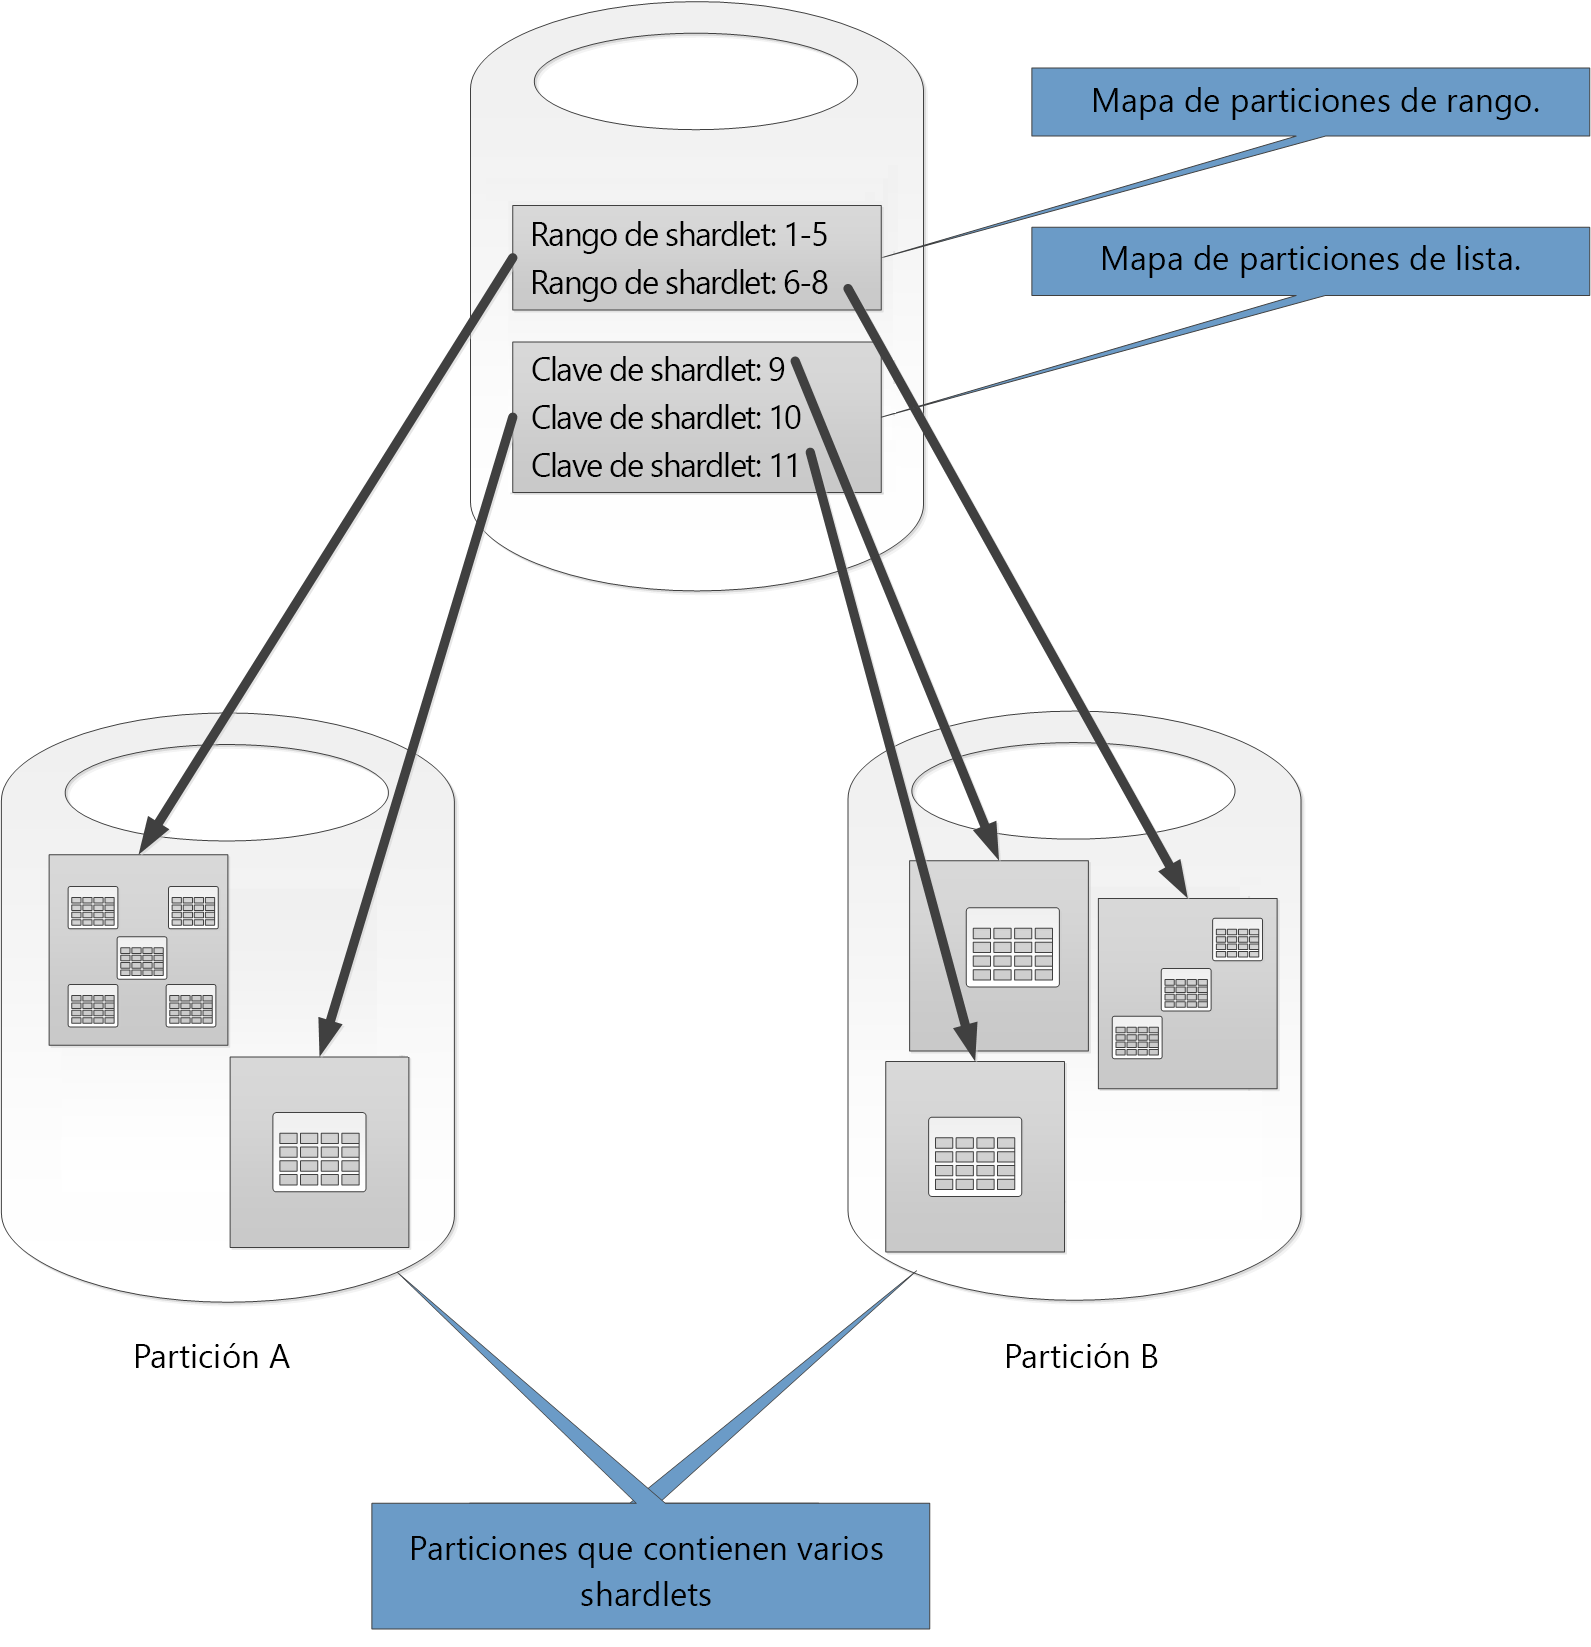 Mapa de particiones de rango.
Rango de shardlet: 1-5
Rango de shardlet: 6-8
Mapa de particiones de lista.
Clave de shardlet: 9
Clave de shardlet: 10
Clave de shardlet: 11
Partición A
Partición B
Particiones que contienen varios
shardlets